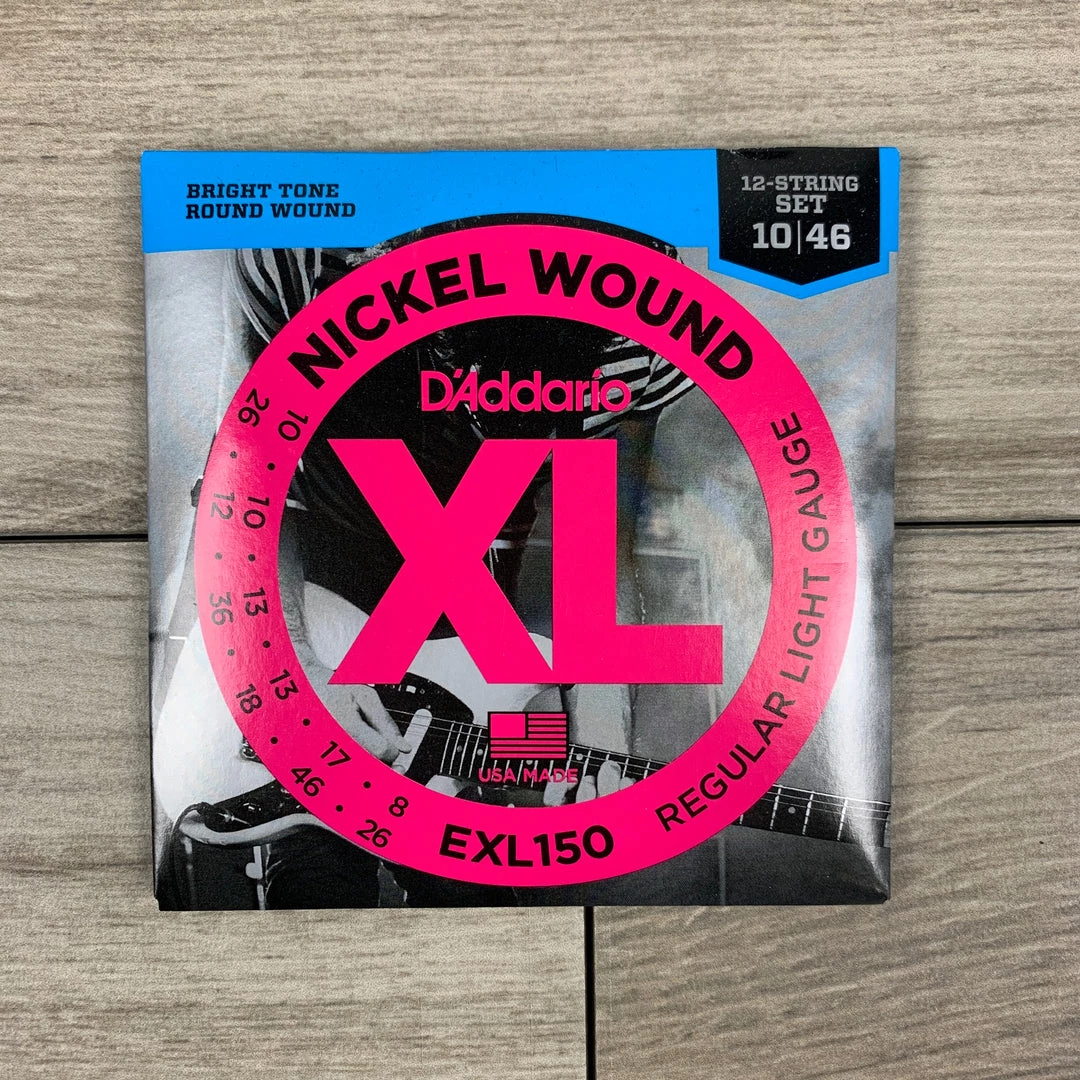 BRIGHT TONE
ROUND WOUND
12-STRING
SET
10|46
NICKEL WOUND
D'Addario
XL
USA MADE
10 • 10 • 13 • 13 • 17 • 8
26 • 12 • 36 • 18 • 46 • 26
EXL150
REGULAR LIGHT GAUGE